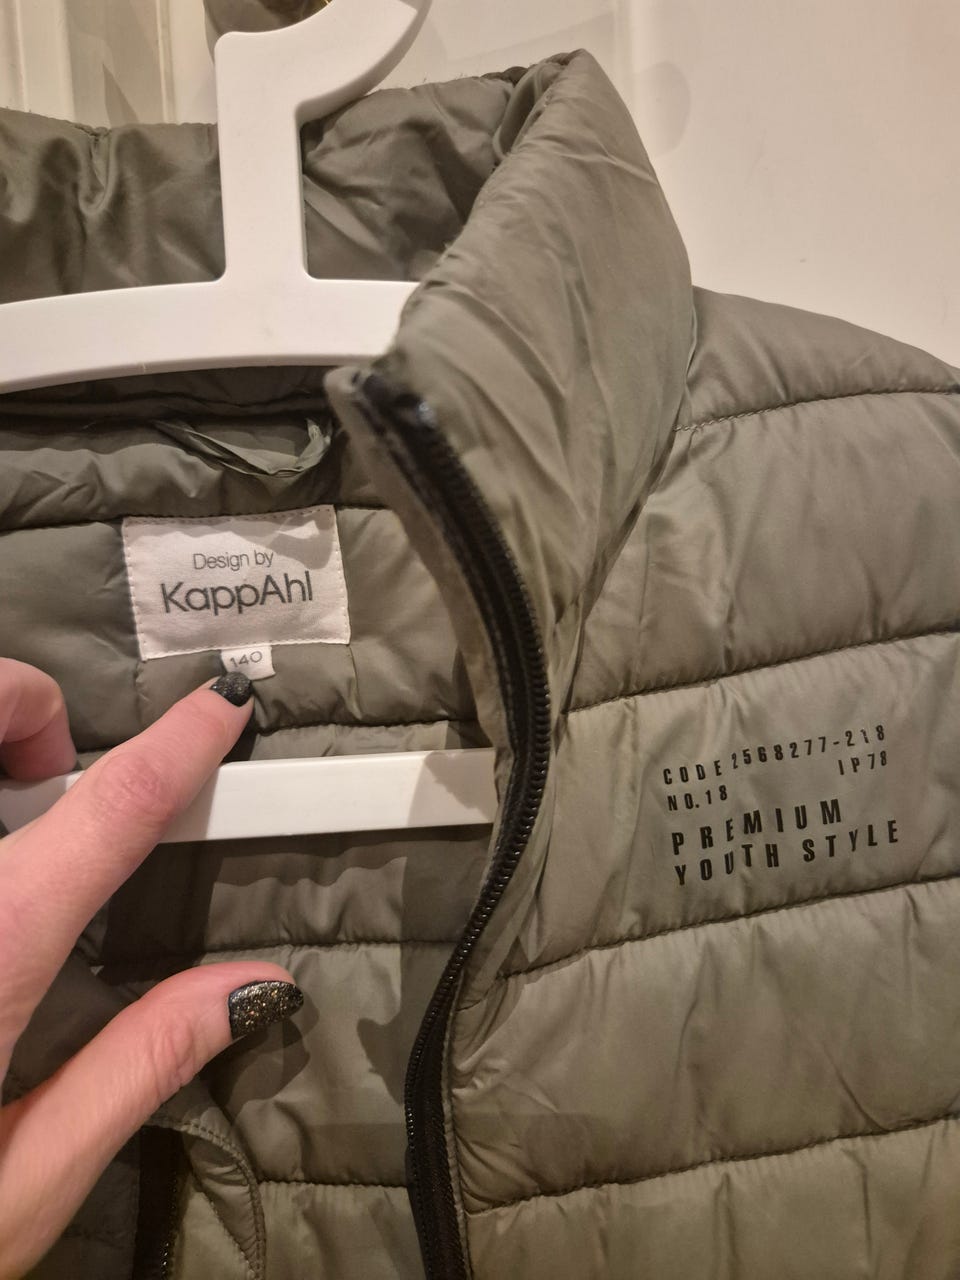 Design by
KappAhl
140
CODE 2568277-218
NO.18 IP78
PREMIUM
YOUTH STYLE